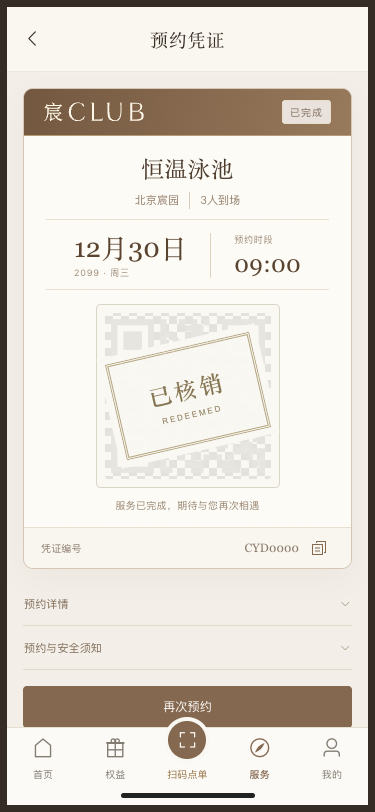 预约凭证
宸CLUB
已完成
恒温泳池
北京宸园
3人到场
12月30日
2099 · 周三
预约时段
09:00
已核销
REDEEMED
服务已完成，期待与您再次相遇
凭证编号
CYD0000
预约详情
预约与安全须知
再次预约
首页
权益
扫码点单
服务
我的